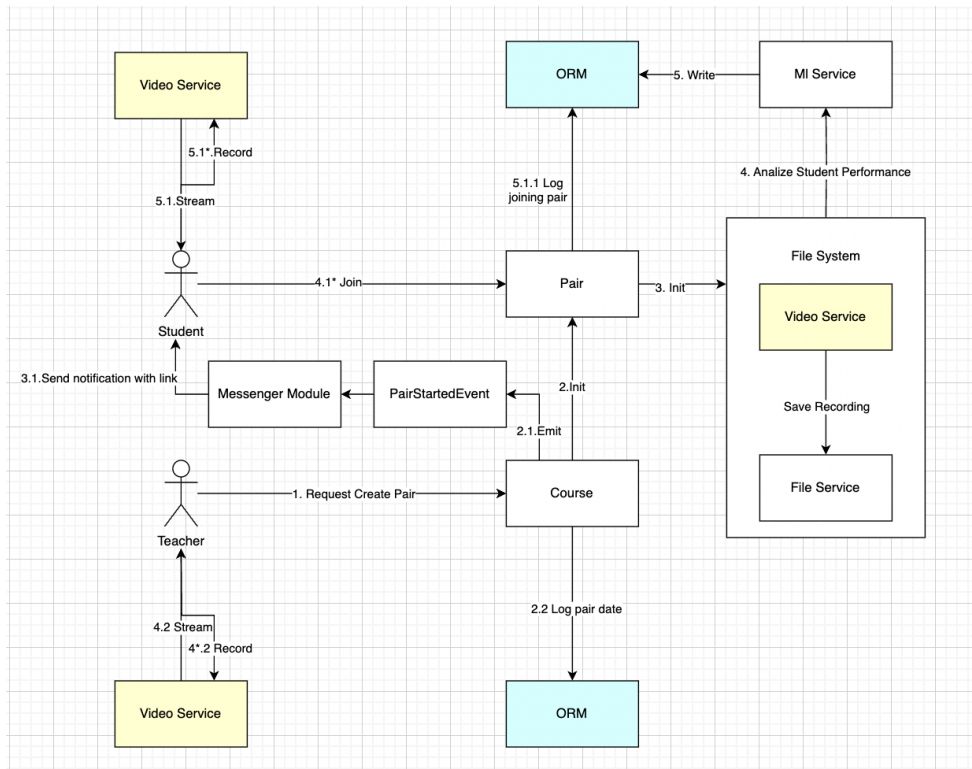 Video Service
ORM
5. Write
MI Service
5.1*.Record
4. Analize Student Performance
5.1.1 Log
joining pair
5.1.Stream
File System
4.1* Join
Pair
3. Init
Video Service
Student
3.1.Send notification with link
Messenger Module
PairStartedEvent
2.Init
Save Recording
2.1.Emit
1. Request Create Pair
Course
File Service
Teacher
2.2 Log pair date
4.2 Stream
4*.2 Record
Video Service
ORM